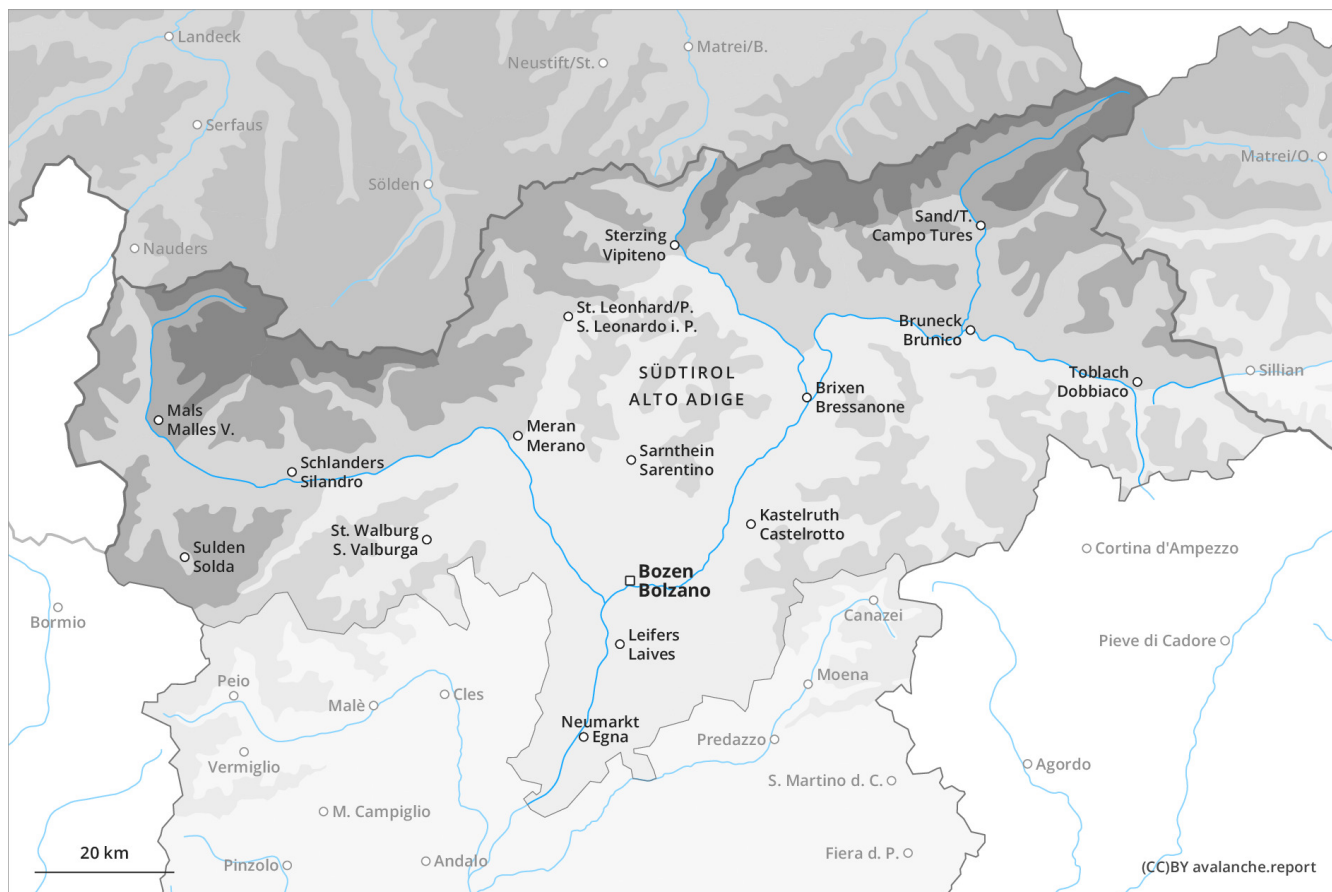 Landeck
Matrei/B.
Neustift/St.
Serfaus
Matrei/O.
Sölden
Sand/T.
Campo Tures
Sterzing
Vipiteno
Nauders
St. Leonhard/P.
S. Leonardo i. P.
Bruneck
Brunico
SÜDTIROL
ALTO ADIGE
Toblach
Dobbiaco
Sillian
Brixen
Bressanone
Mals
Malles V.
Meran
Merano
Sarnthein
Sarentino
Schlanders
Silandro
Kastelruth
Castelrotto
St. Walburg
S. Valburga
Sulden
Solda
Cortina d'Ampezzo
Bozen
Bolzano
Bormio
Canazei
Leifers
Laives
Pieve di Cadore
Peio
Moena
Cles
Malè
Neumarkt
Egna
Predazzo
Vermiglio
Agordo
S. Martino d. C.
M. Campiglio
20 km
Fiera d. P.
Andalo
Pinzolo
(CC)BY avalanche.report